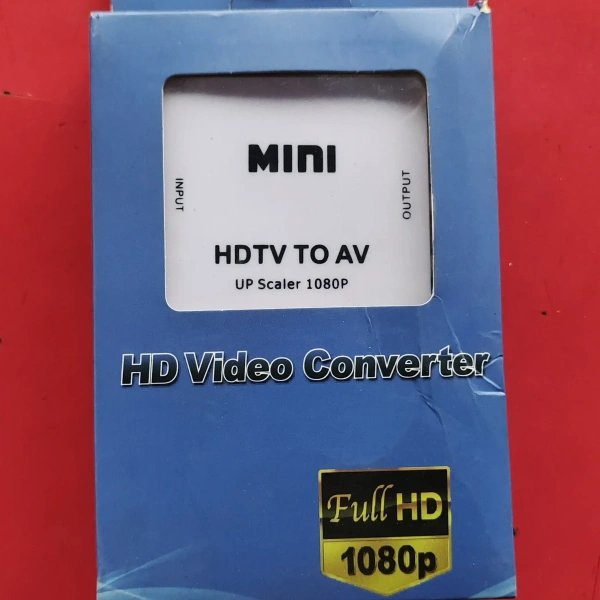 MINI
INPUT
OUTPUT
HDTV TO AV
UP Scaler 1080P
HD Video Converter
Full HD
1080p